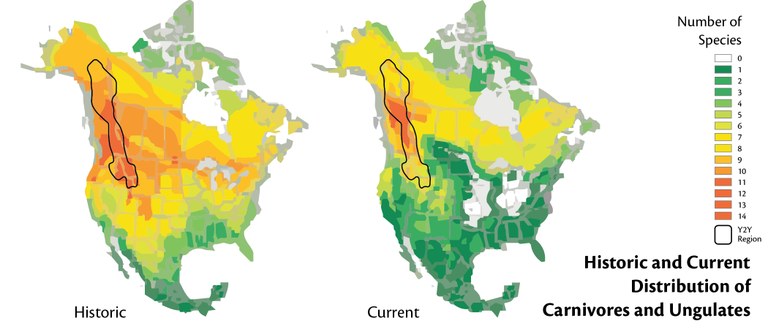 Number of
Species
0
1
2
3
4
5
6
7
8
9
10
11
12
13
14
Y2Y
Region
Historic and Current
Distribution of
Carnivores and Ungulates
Historic
Current